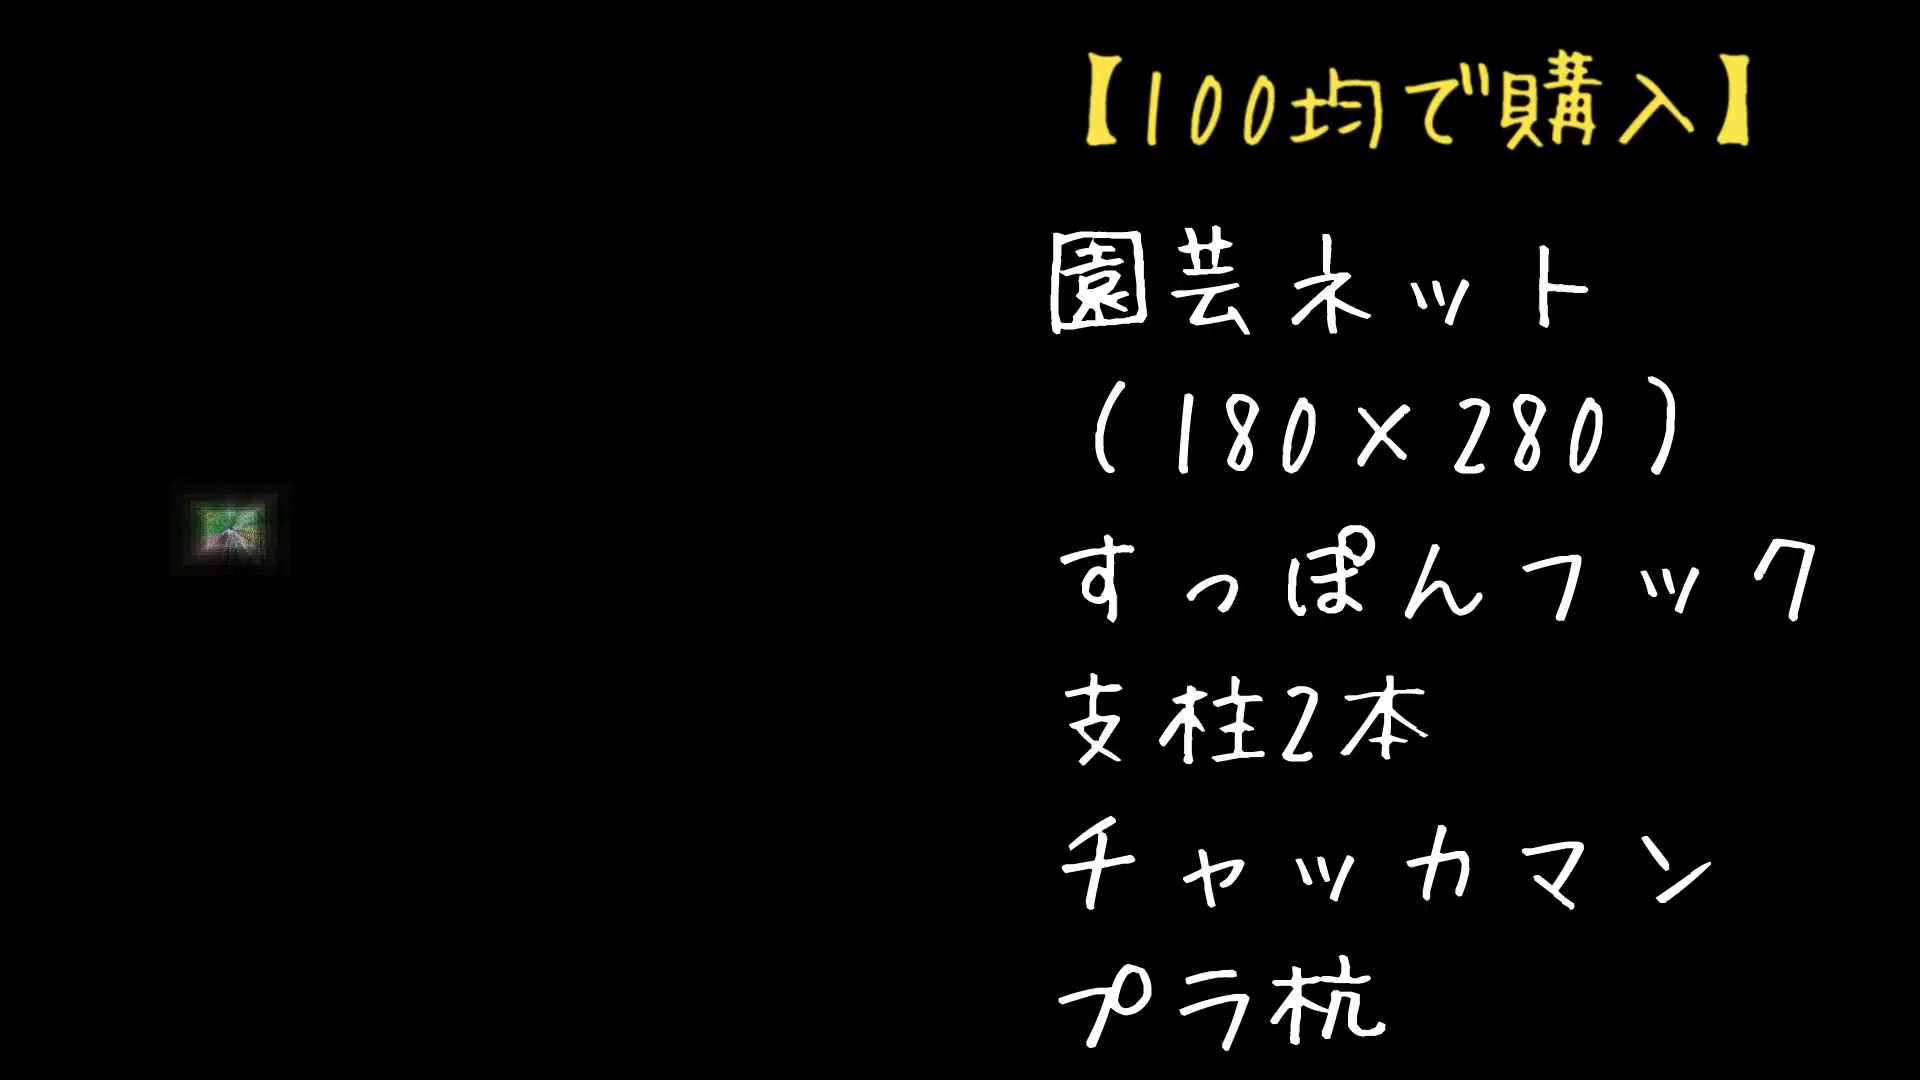 【100均で購入】
園芸ネット
(180×280)
すっぽんフック
支柱2本
チャッカマン
プラ杭